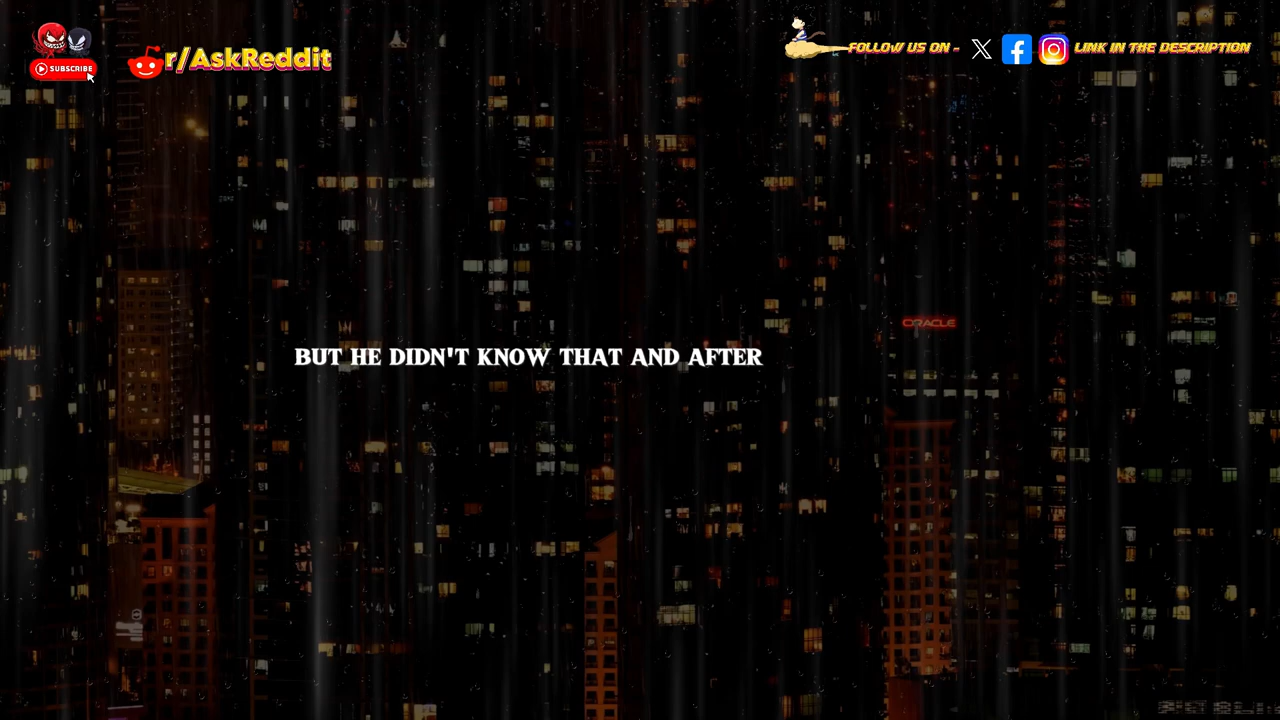 SUBSCRIBE
r/AskReddit
FOLLOW US ON -
LINK IN THE DESCRIPTION
ORACLE
BUT HE DIDN'T KNOW THAT AND AFTER